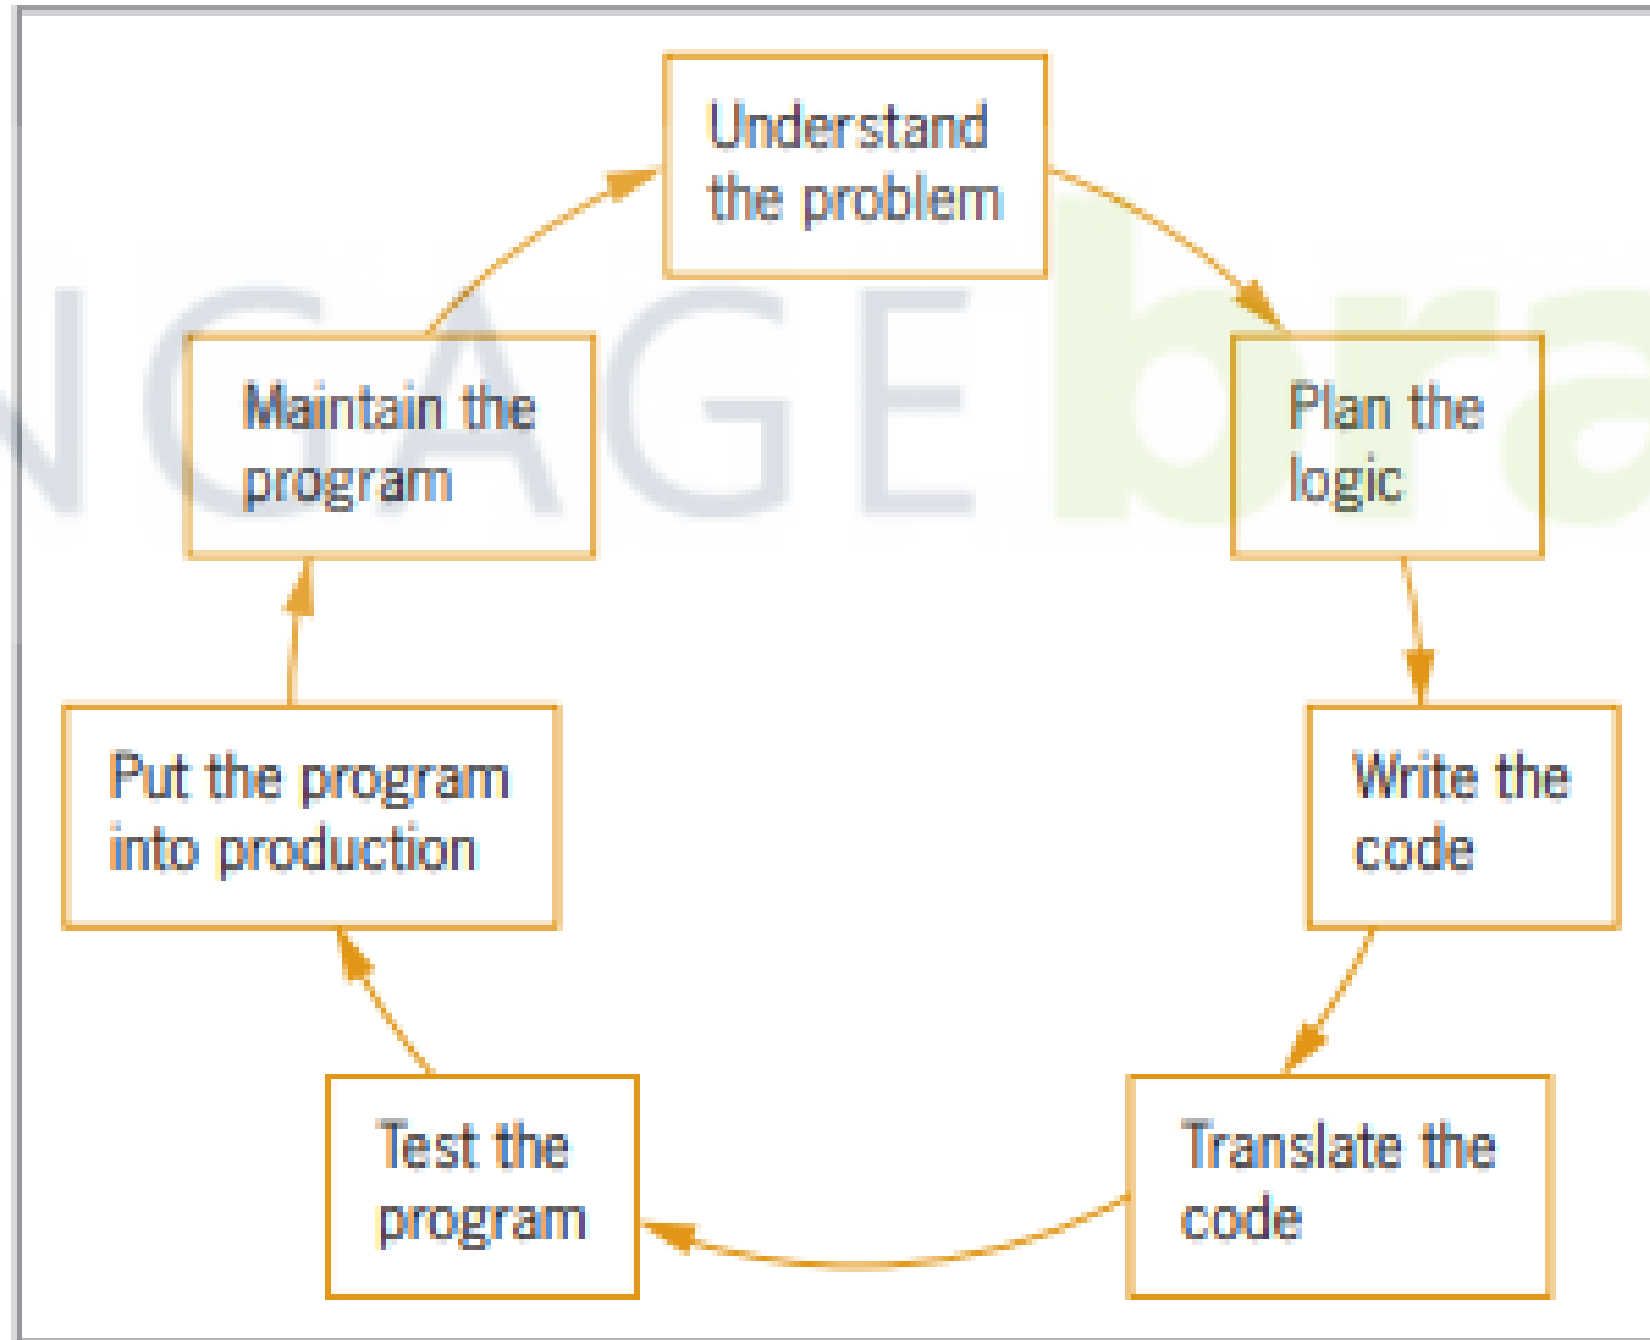 Understand
the problem
Plan the
logic
Write the
code
Translate the
code
Test the
program
Put the program
into production
Maintain the
program
NGAGEbra